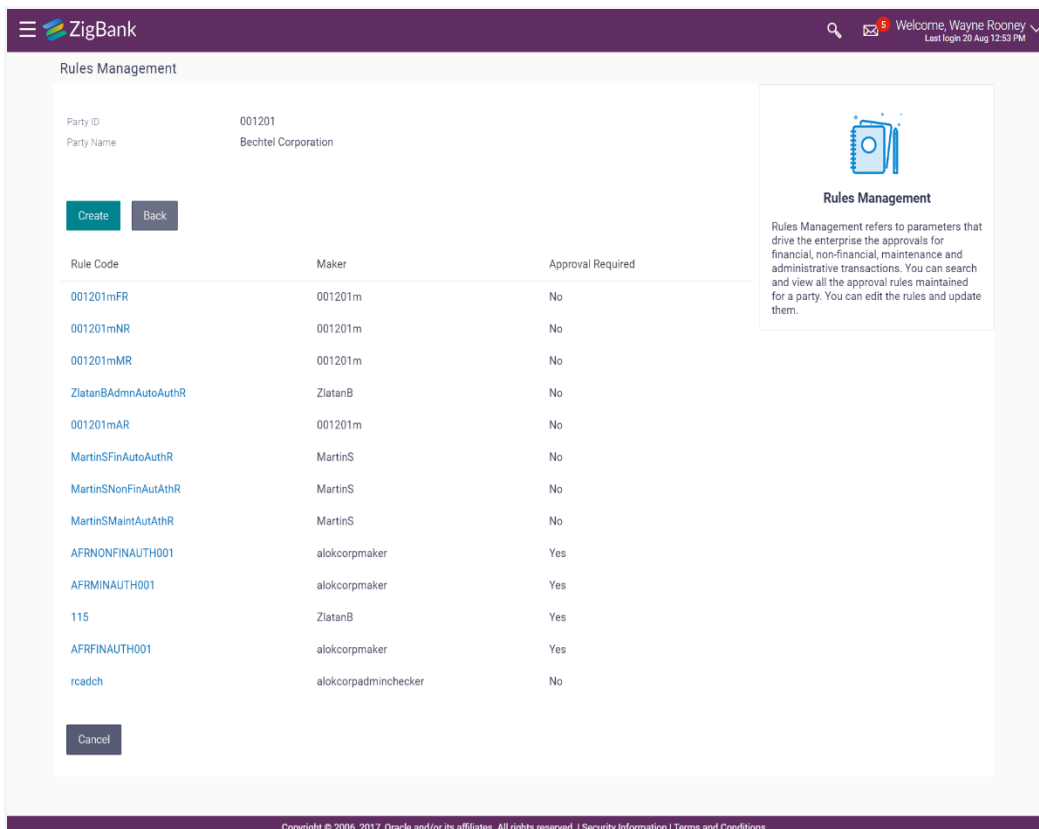 ZigBank
5
Welcome, Wayne Rooney
Last login 20 Aug 12:53 PM
Rules Management
Party ID 001201
Party Name Bechtel Corporation
Create Back
Rule Code Maker Approval Required
001201mFR 001201m No
001201mNR 001201m No
001201mMR 001201m No
ZlatanBAdmnAutoAuthR ZlatanB No
001201mAR 001201m No
MartinSFinAutoAuthR MartinS No
MartinSNonFinAutAthR MartinS No
MartinSMaintAutAthR MartinS No
AFRNONFINAUTH001 alokcorpmaker Yes
AFRMINAUTH001 alokcorpmaker Yes
115 ZlatanB Yes
AFRFINAUTH001 alokcorpmaker Yes
rcadch alokcorpadminchecker No
Cancel
Rules Management
Rules Management refers to parameters that
drive the enterprise the approvals for
financial, non-financial, maintenance and
administrative transactions. You can search
and view all the approval rules maintained
for a party. You can edit the rules and update
them.
Copyright © 2006, 2017, Oracle and/or its affiliates. All rights reserved. | Security Information | Terms and Conditions